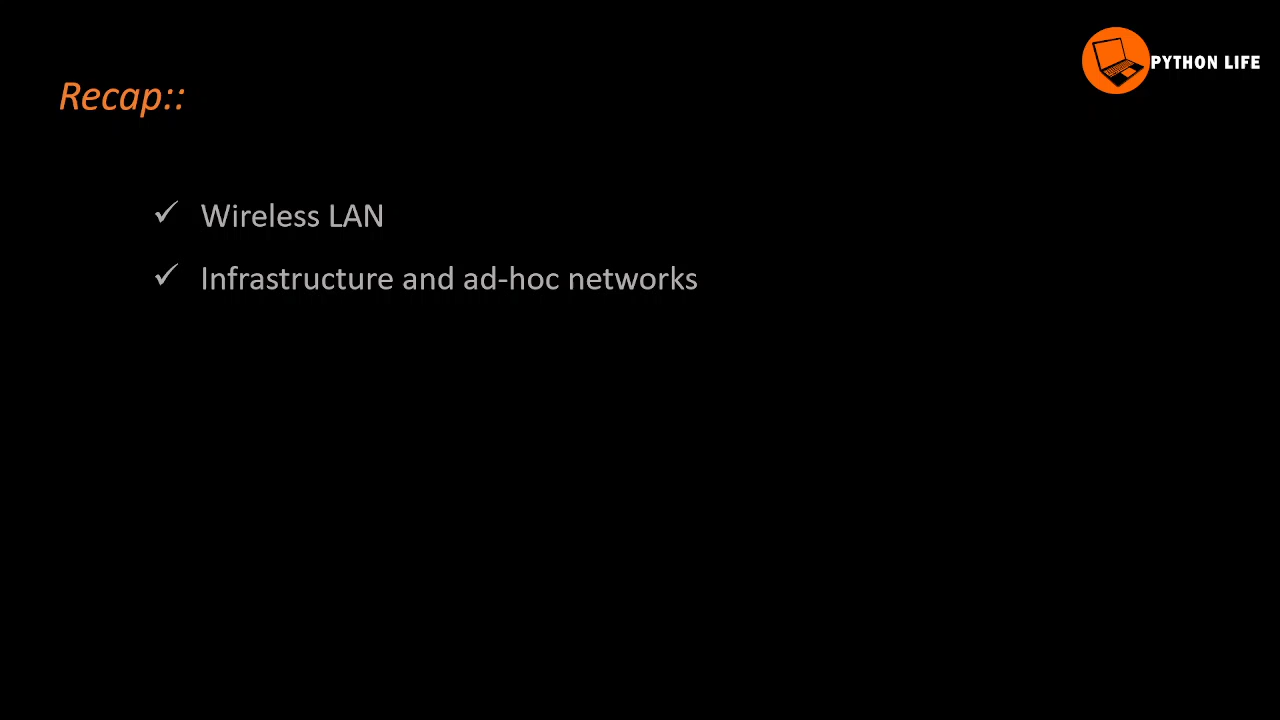 PYTHON LIFE
Recap::
✓ Wireless LAN
✓ Infrastructure and ad-hoc networks